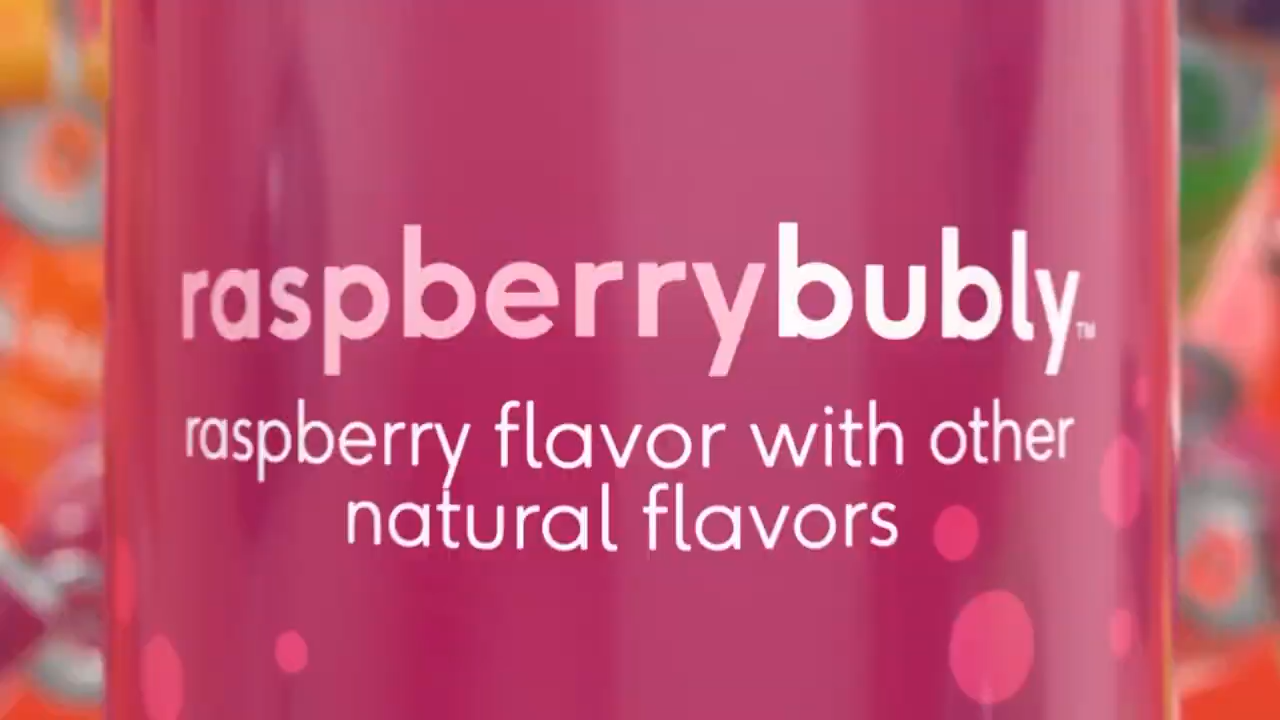 raspberrybubly™
raspberry flavor with other
natural flavors